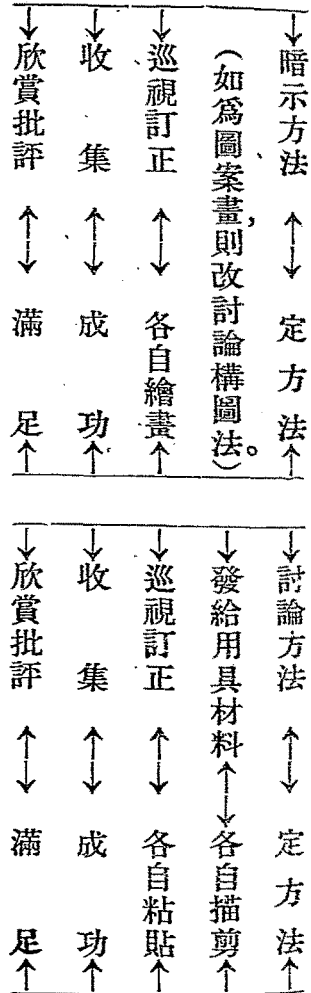 暗示方法 ←→ 定方法
(如爲圖案畫,則改討論構圖法。)
巡視訂正 ←→ 各自繪畫
收集 ←→ 成功
欣賞批評 ←→ 滿足
討論方法 ←→ 定方法
發給用具材料 ←→ 各自描剪
巡視訂正 ←→ 各自粘貼
收集 ←→ 成功
欣賞批評 ←→ 滿足